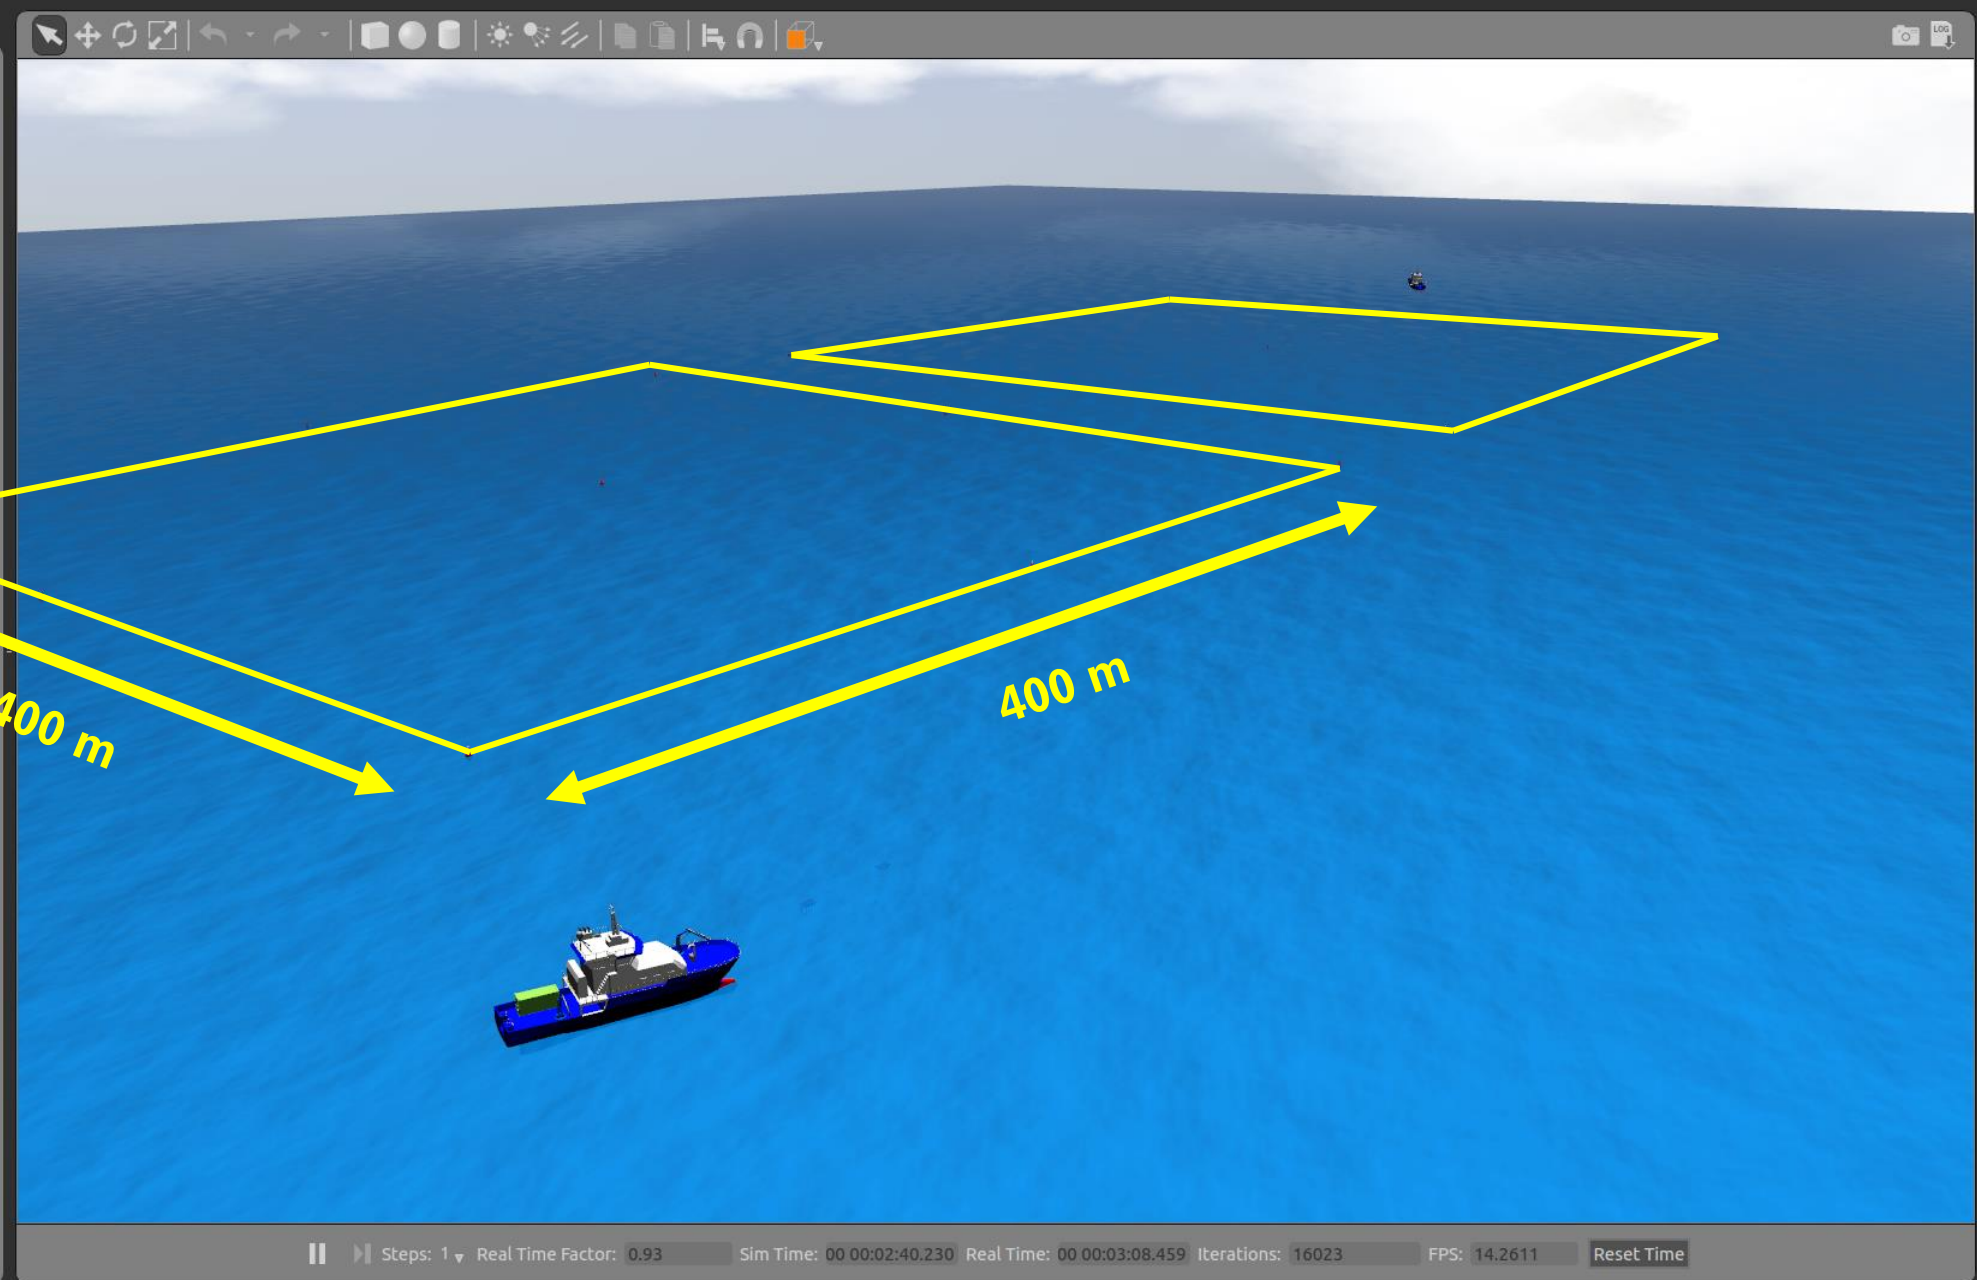 LOG
400 m
400 m
Steps: 1 Real Time Factor: 0.93 Sim Time: 00 00:02:40.230 Real Time: 00 00:03:08.459 Iterations: 16023 FPS: 14.2611 Reset Time